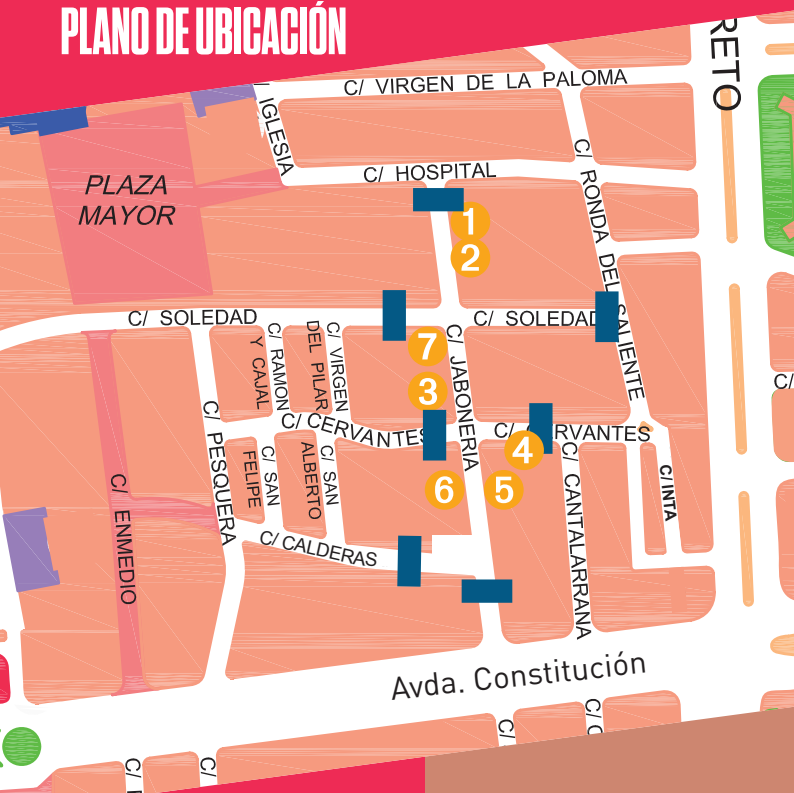 PLANO DE UBICACIÓN
RETO
C/ VIRGEN DE LA PALOMA
IGLESIA
C/ HOSPITAL
C/ RONDA DEL SALIENTE
PLAZA
MAYOR
1
2
C/ SOLEDAD
C/ SOLEDAD
7
3
C/ JABONERIA
Y CAJAL
C/ RAMON
DEL PILAR
C/ VIRGEN
C/
C/ PESQUERA
C/ CERVANTES
C/ RVANTES
4
FELIPE
C/ SAN
ALBERTO
C/ SAN
6
5
C/ CANTALARRANA
C/ INTA
C/ ENMEDIO
C/ CALDERAS
Avda. Constitución
C/
C/
C/
C/